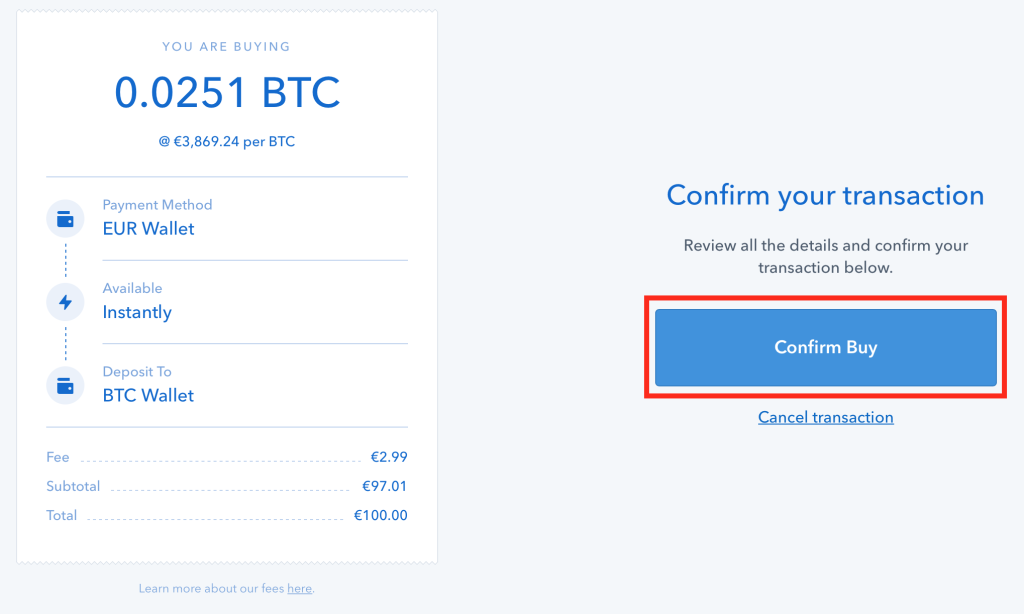 YOU ARE BUYING
0.0251 BTC
@ €3,869.24 per BTC
Payment Method
EUR Wallet
Available
Instantly
Deposit To
BTC Wallet
Fee €2.99
Subtotal €97.01
Total €100.00
Learn more about our fees here.
Confirm your transaction
Review all the details and confirm your
transaction below.
Confirm Buy
Cancel transaction